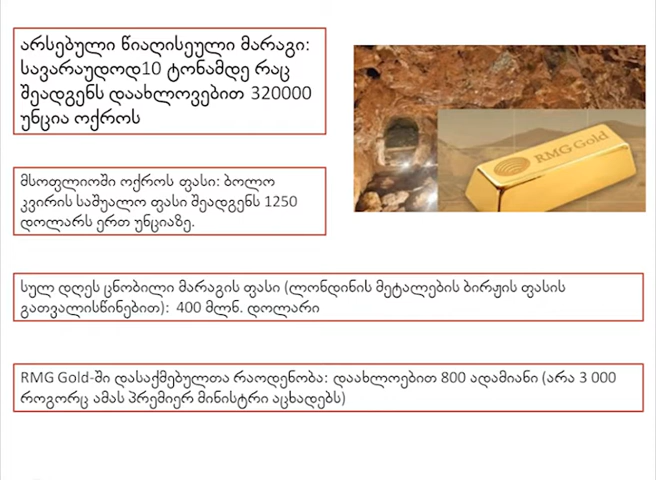 არსებული წიაღისეული მარაგი:
სავარაუდოდ10 ტონამდე რაც
შეადგენს დაახლოვებით 320000
უნცია ოქროს
RMG Gold
მსოფლიოში ოქროს ფასი: ბოლო
კვირის საშუალო ფასი შეადგენს 1250
დოლარს ერთ უნციაზე.
სულ დღეს ცნობილი მარაგის ფასი (ლონდინის მეტალების ბირჟის ფასის
გათვალისწინებით): 400 მლნ. დოლარი
RMG Gold-ში დასაქმებულთა რაოდენობა: დაახლოებით 800 ადამიანი (არა 3 000
როგორც ამას პრემიერ მინისტრი აცხადებს)